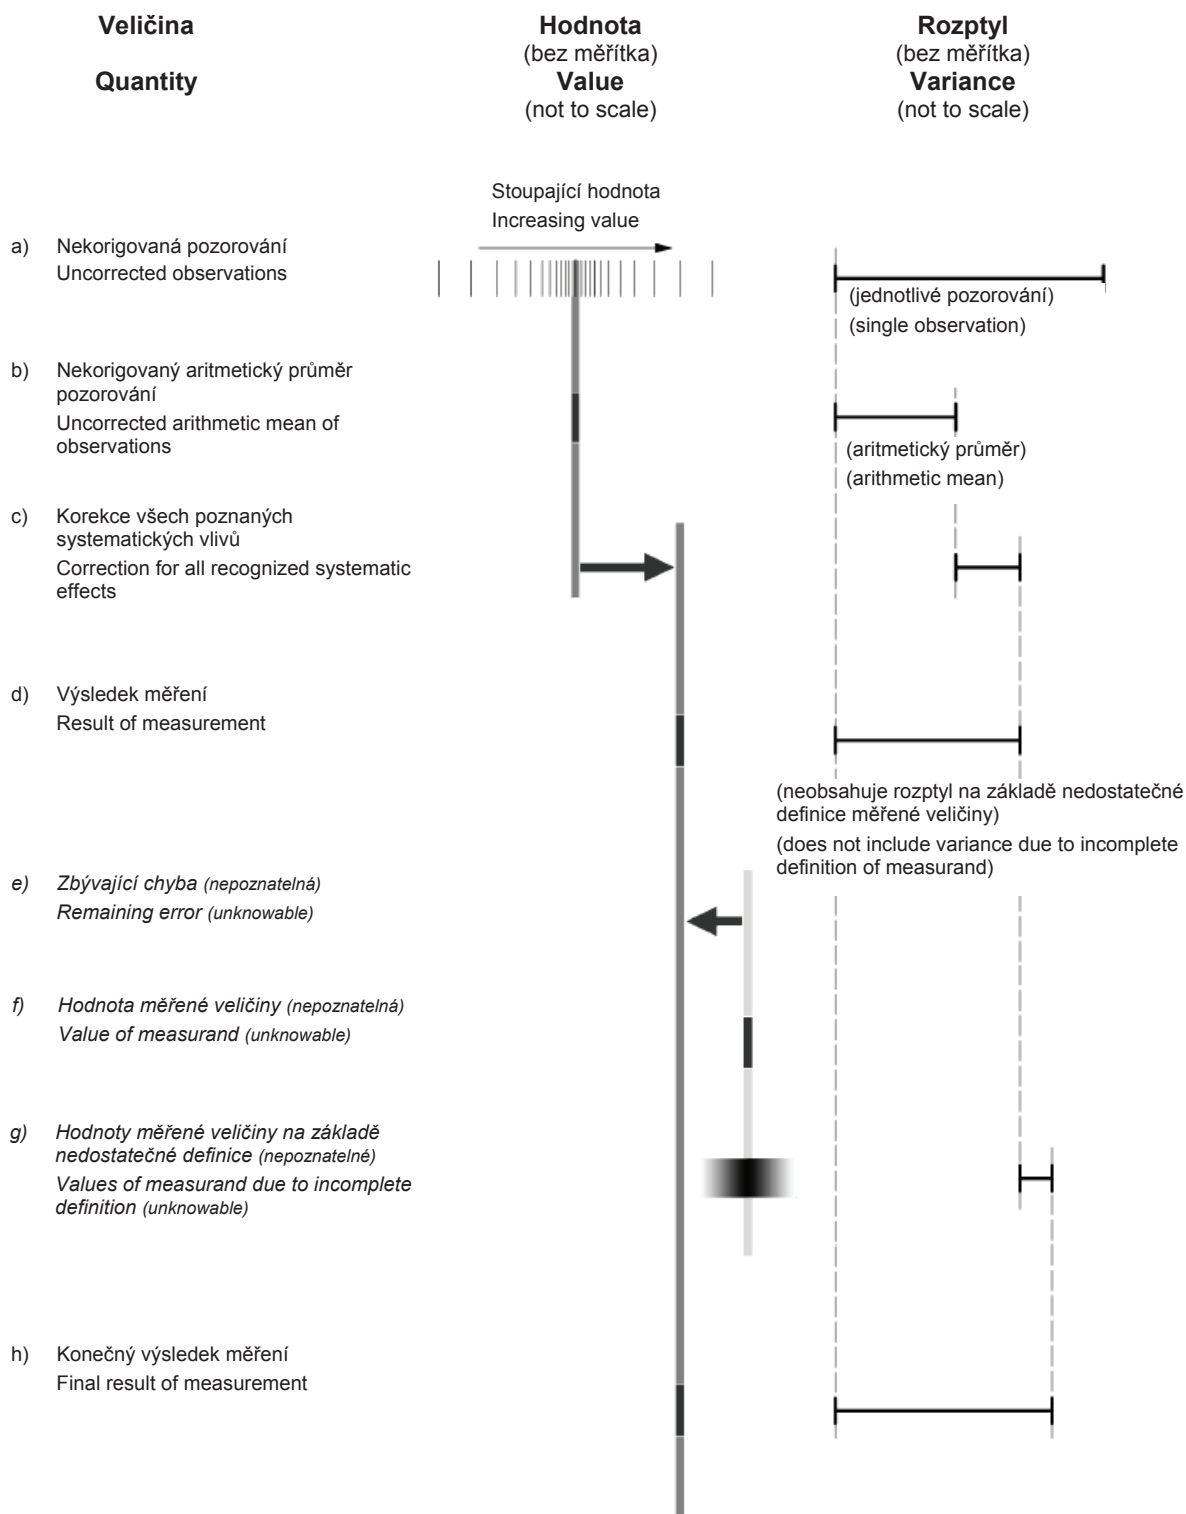 Veličina
Hodnota
Rozptyl
(bez měřítka)
(bez měřítka)
Quantity
Value
Variance
(not to scale)
(not to scale)
Stoupající hodnota
Increasing value
a) Nekorigovaná pozorování
Uncorrected observations
(jednotlivé pozorování)
(single observation)
b) Nekorigovaný aritmetický průměr
pozorování
Uncorrected arithmetic mean of
observations
(aritmetický průměr)
(arithmetic mean)
c) Korekce všech poznaných
systematických vlivů
Correction for all recognized systematic
effects
d) Výsledek měření
Result of measurement
(neobsahuje rozptyl na základě nedostatečné
definice měřené veličiny)
(does not include variance due to incomplete
definition of measurand)
e) Zbývající chyba (nepoznatelná)
Remaining error (unknowable)
f) Hodnota měřené veličiny (nepoznatelná)
Value of measurand (unknowable)
g) Hodnoty měřené veličiny na základě
nedostatečné definice (nepoznatelné)
Values of measurand due to incomplete
definition (unknowable)
h) Konečný výsledek měření
Final result of measurement